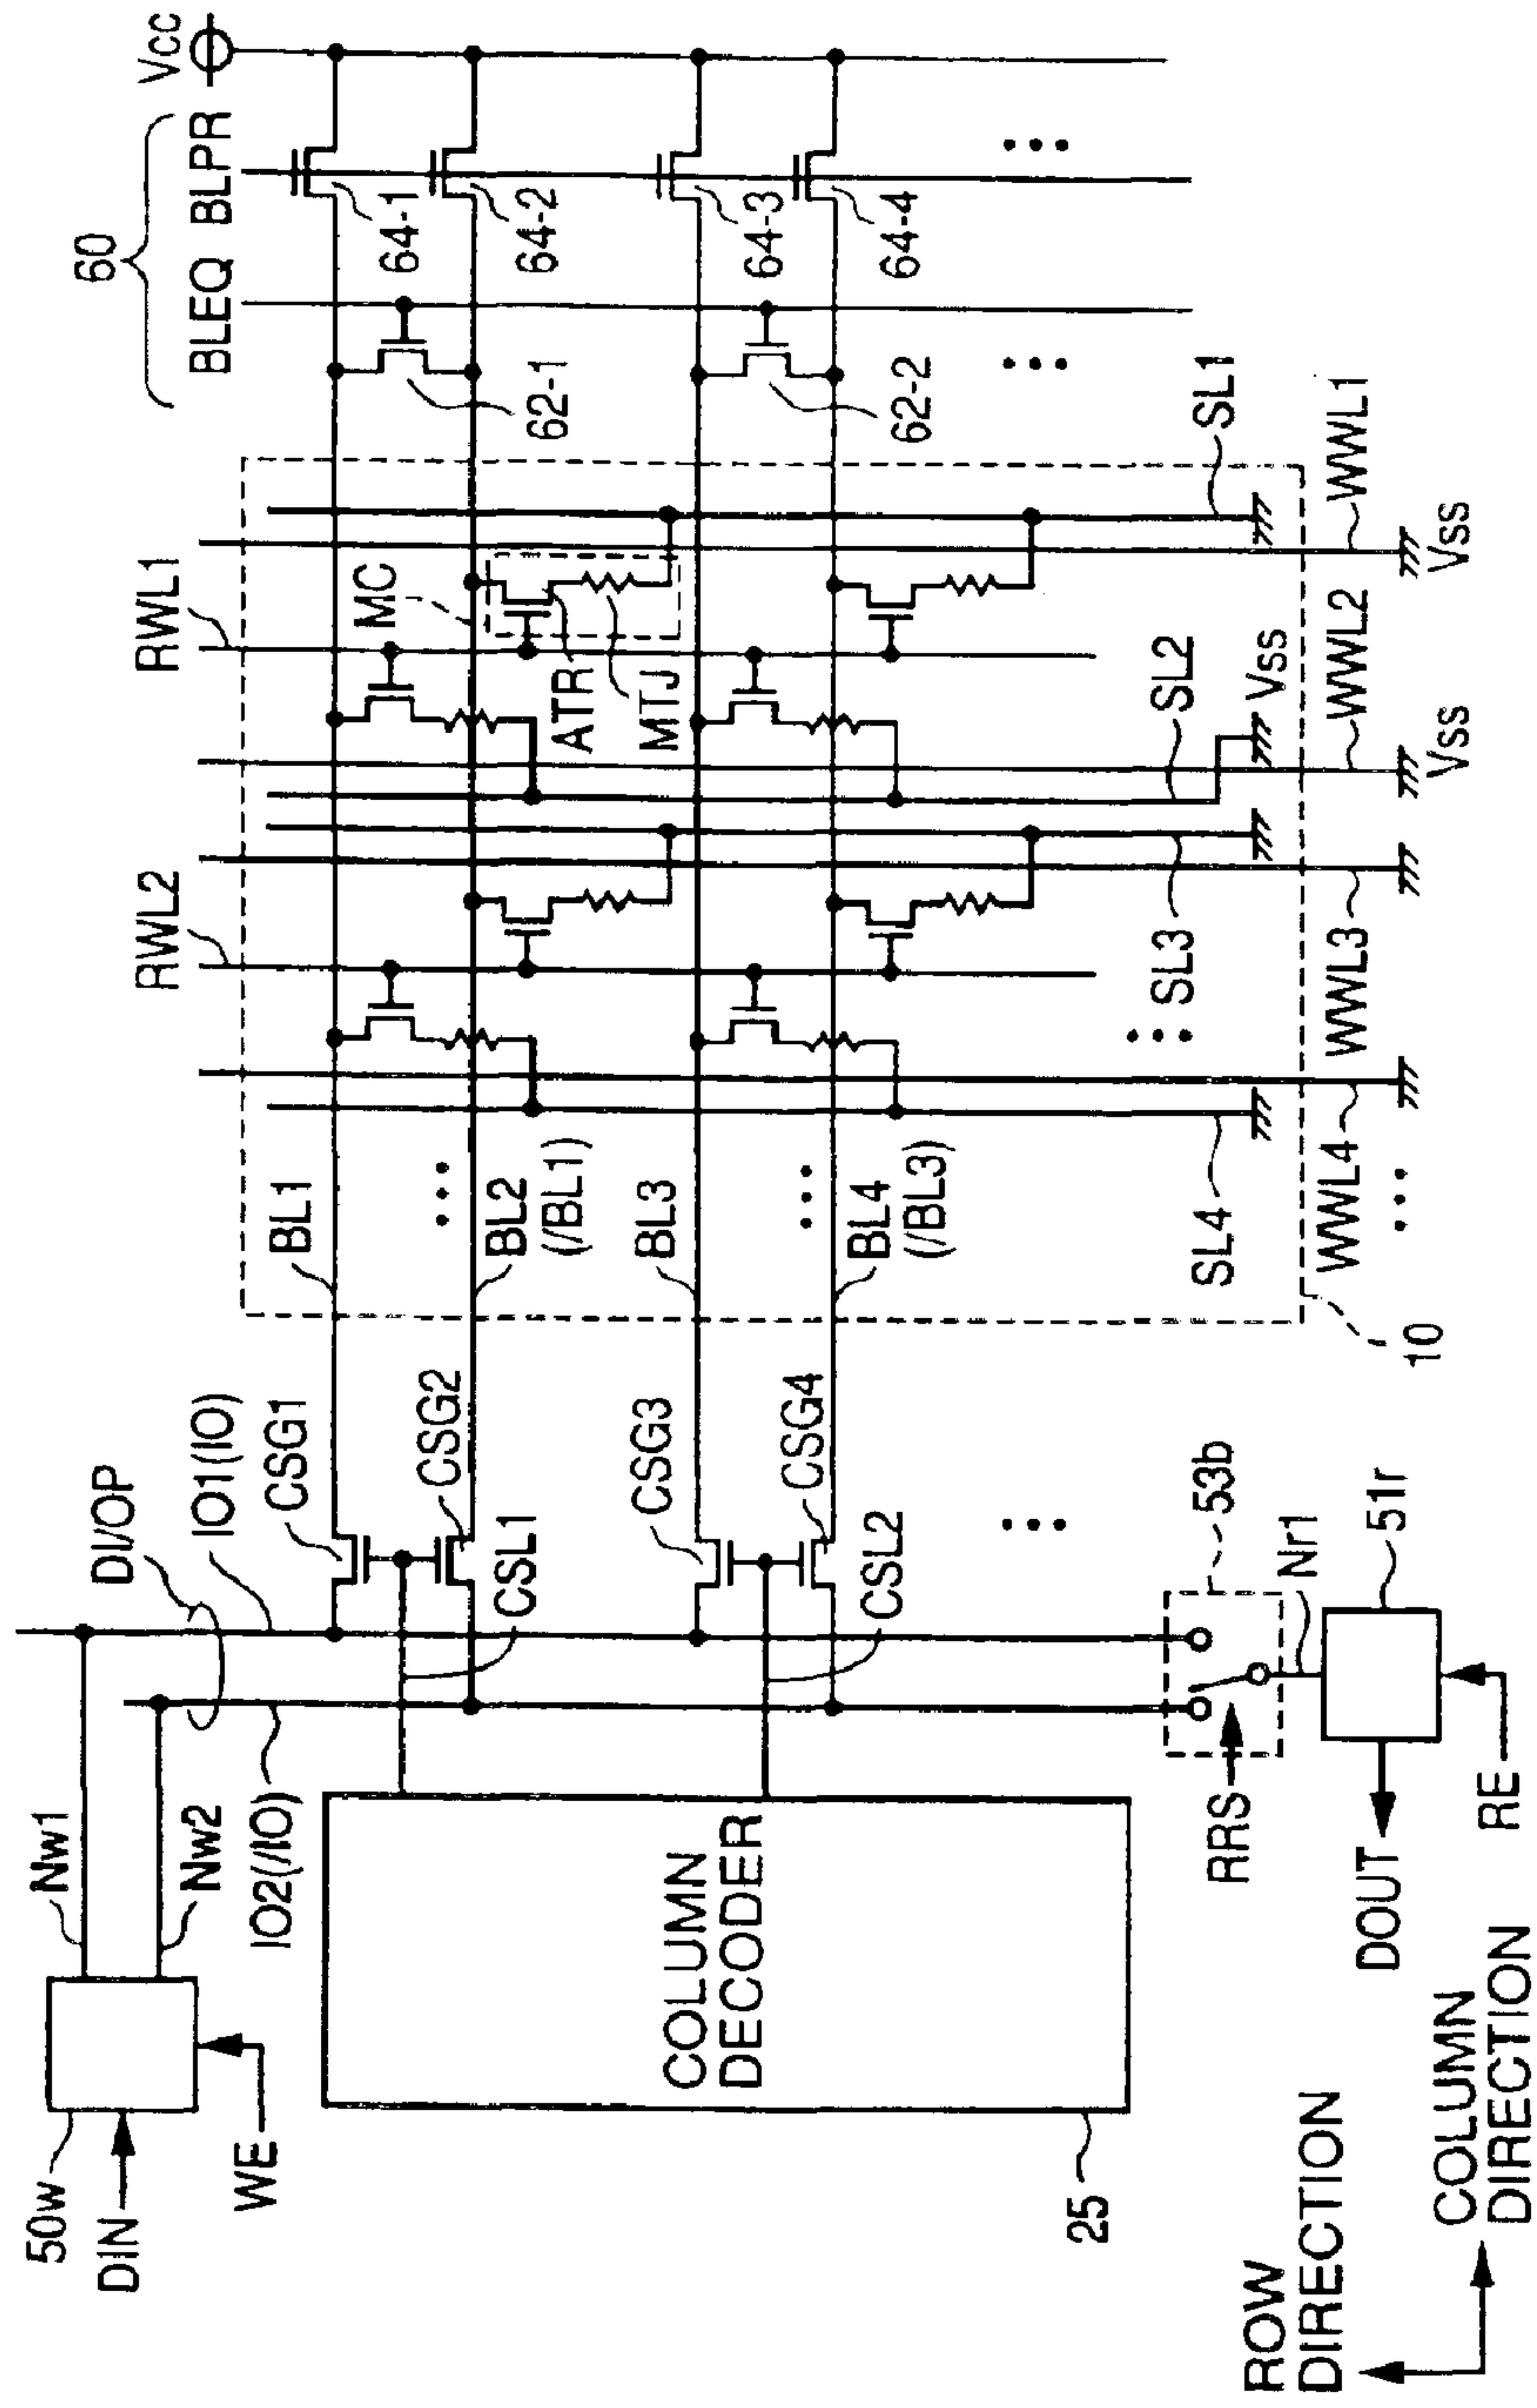 60
BLEQ BLPR Vcc
64-1
64-2
64-3
64-4
62-1
62-2
RWL2
RWL1
MC
ATR
MTJ
SL1
WWL1
Vss
SL2
Vss
WWL2
Vss
SL3
WWL3
SL4
WWL4
BL1
BL2
(/BL1)
BL3
BL4
(/BL3)
10
DI/OP
IO1(IO)
CSG1
CSG2
CSL1
CSG3
CSG4
CSL2
53b
Nr1
51r
RRS
DOUT
RE
50w
DIN
WE
Nw1
Nw2
IO2(/IO)
COLUMN
DECODER
25
ROW
DIRECTION
COLUMN
DIRECTION